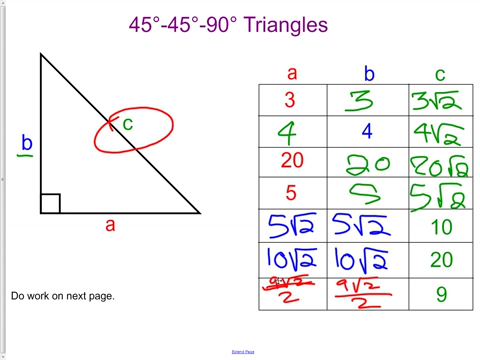 45°-45°-90° Triangles
b
c
a
a b c
3 3 3√2
4 4 4√2
20 20 20√2
5 5 5√2
5√2 5√2 10
10√2 10√2 20
9√2/2 9√2/2 9
Do work on next page.
Extend Page